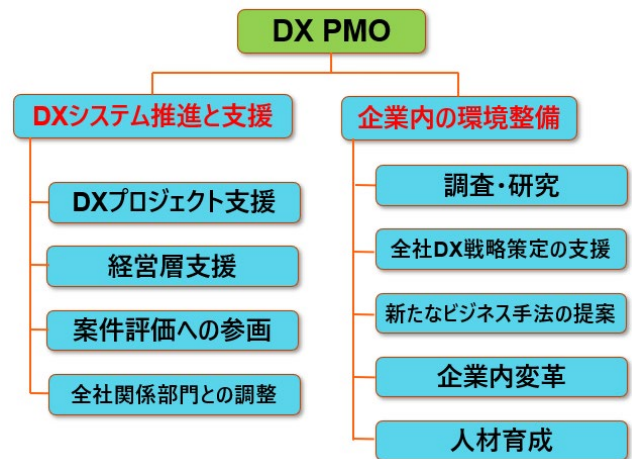 DX PMO
DXシステム推進と支援
DXプロジェクト支援
経営層支援
案件評価への参画
全社関係部門との調整
企業内の環境整備
調査・研究
全社DX戦略策定の支援
新たなビジネス手法の提案
企業内変革
人材育成